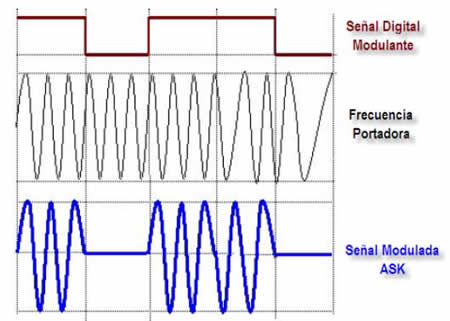 Señal Digital
Modulante
Frecuencia
Portadora
Señal Modulada
ASK